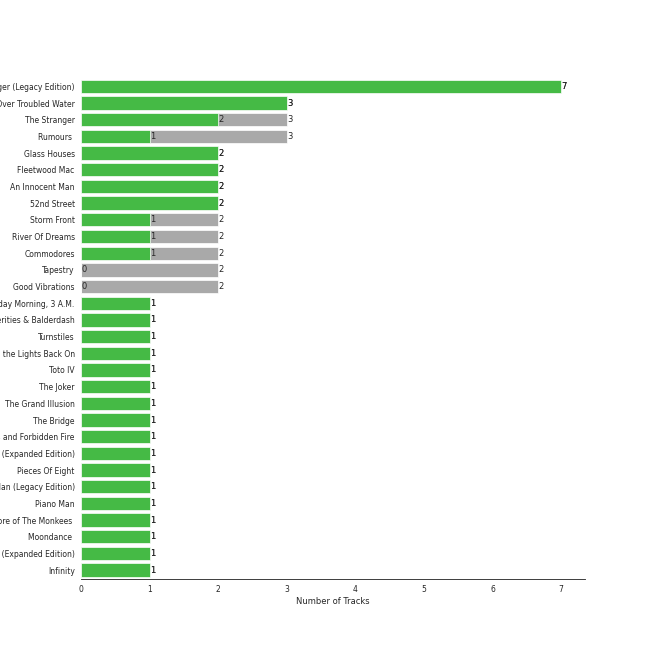 ger (Legacy Edition) 7
Over Troubled Water 3
The Stranger 2 3
Rumours 1 3
Glass Houses 2
Fleetwood Mac 2
An Innocent Man 2
52nd Street 2
Storm Front 1 2
River Of Dreams 1 2
Commodores 1 2
Tapestry 0 2
Good Vibrations 0 2
day Morning, 3 A.M. 1
erities & Balderdash 1
Turnstiles 1
the Lights Back On 1
Toto IV 1
The Joker 1
The Grand Illusion 1
The Bridge 1
and Forbidden Fire 1
(Expanded Edition) 1
Pieces Of Eight 1
lan (Legacy Edition) 1
Piano Man 1
ore of The Monkees 1
Moondance 1
(Expanded Edition) 1
Infinity 1
0 1 2 3 4 5 6 7
Number of Tracks